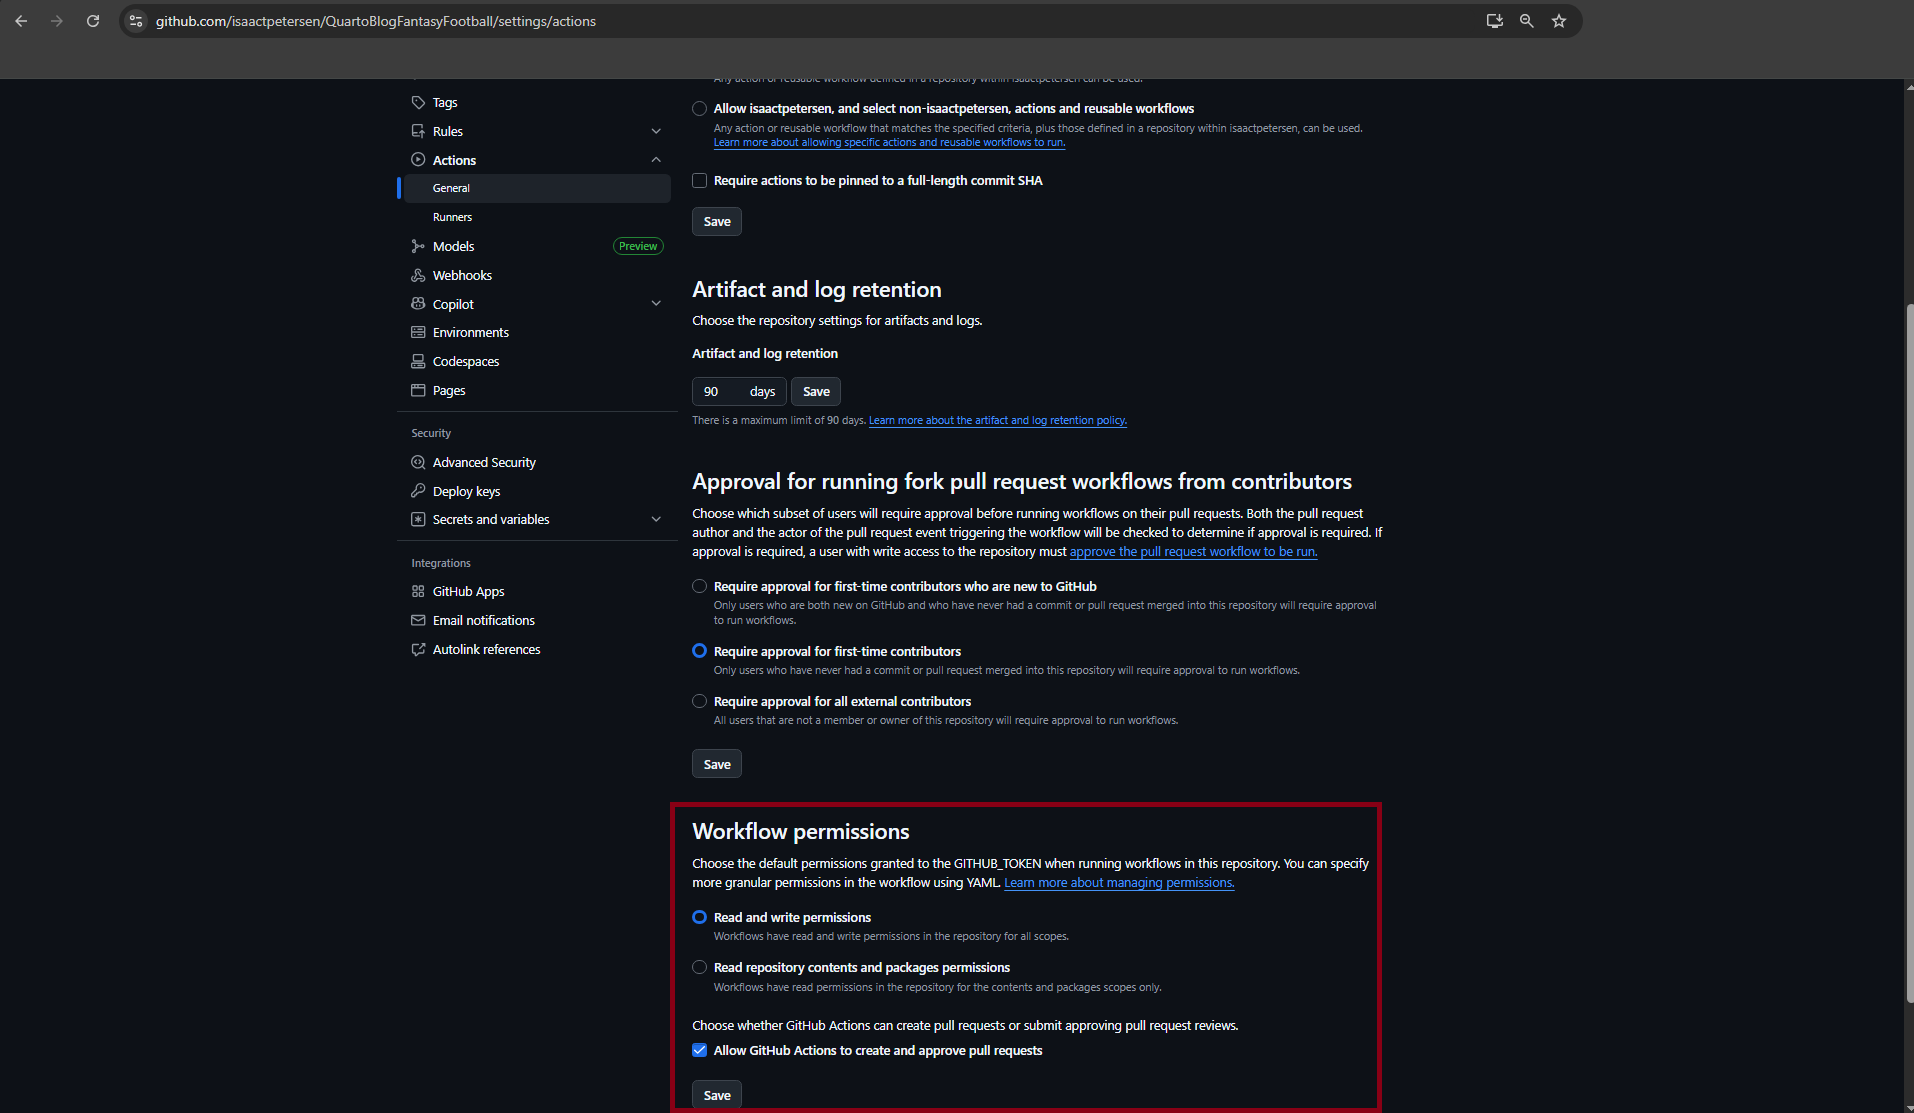 github.com/isaactpetersen/QuartoBlogFantasyFootball/settings/actions
Tags
Rules
Actions
General
Runners
Models
Preview
Webhooks
Copilot
Environments
Codespaces
Pages
Security
Advanced Security
Deploy keys
Secrets and variables
Integrations
GitHub Apps
Email notifications
Autolink references
Any action or reusable workflow defined in a repository within isaactpetersen can be used.
Allow isaactpetersen, and select non-isaactpetersen, actions and reusable workflows
Any action or reusable workflow that matches the specified criteria, plus those defined in a repository within isaactpetersen, can be used.
Learn more about allowing specific actions and reusable workflows to run.
Require actions to be pinned to a full-length commit SHA
Save
Artifact and log retention
Choose the repository settings for artifacts and logs.
Artifact and log retention
90 days Save
There is a maximum limit of 90 days. Learn more about the artifact and log retention policy.
Approval for running fork pull request workflows from contributors
Choose which subset of users will require approval before running workflows on their pull requests. Both the pull request
author and the actor of the pull request event triggering the workflow will be checked to determine if approval is required. If
approval is required, a user with write access to the repository must approve the pull request workflow to be run.
Require approval for first-time contributors who are new to GitHub
Only users who are both new on GitHub and who have never had a commit or pull request merged into this repository will require approval
to run workflows.
Require approval for first-time contributors
Only users who have never had a commit or pull request merged into this repository will require approval to run workflows.
Require approval for all external contributors
All users that are not a member or owner of this repository will require approval to run workflows.
Save
Workflow permissions
Choose the default permissions granted to the GITHUB_TOKEN when running workflows in this repository. You can specify
more granular permissions in the workflow using YAML. Learn more about managing permissions.
Read and write permissions
Workflows have read and write permissions in the repository for all scopes.
Read repository contents and packages permissions
Workflows have read permissions in the repository for the contents and packages scopes only.
Choose whether GitHub Actions can create pull requests or submit approving pull request reviews.
Allow GitHub Actions to create and approve pull requests
Save